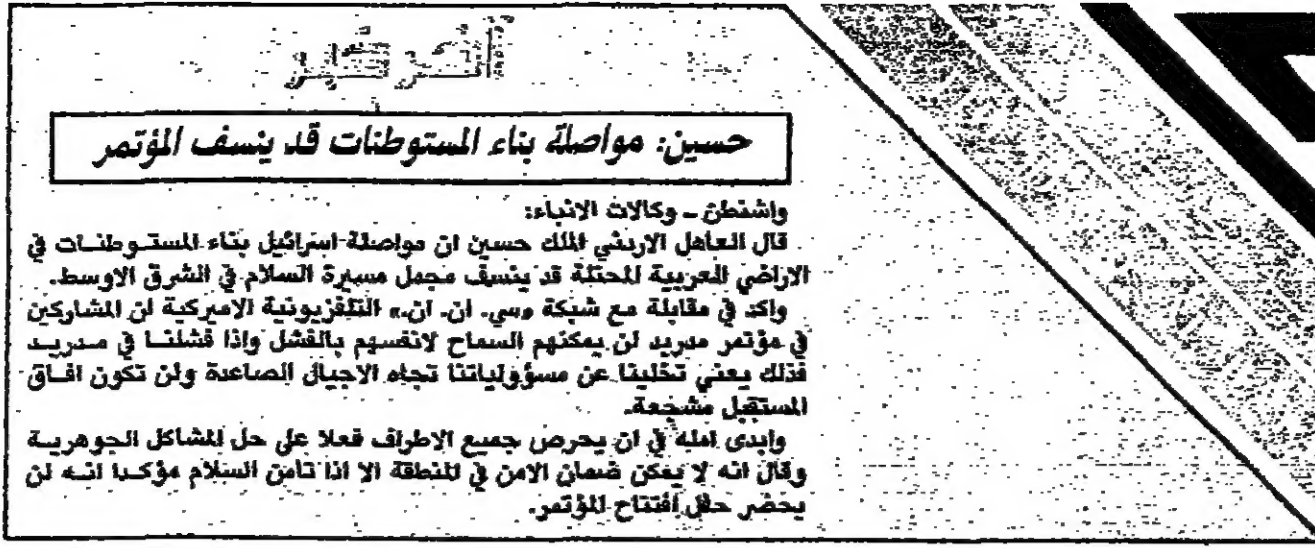 حسين: مواصلة بناء المستوطنات قد ينسف المؤتمر
واشنطن - وكالات الانباء:
قال العاهل الاردني الملك حسين ان مواصلة اسرائيل بناء المستوطنات في
الاراضي العربية المحتلة قد ينسف مجمل مسيرة السلام في الشرق الاوسط.
واكد في مقابلة مع شبكة «سي. ان. ان.» التلفزيونية الاميركية ان المشاركين
في مؤتمر مدريد لن يمكنهم السماح لانفسهم بالفشل واذا فشلنا في مدريد
فذلك يعني تخلينا عن مسؤولياتنا تجاه الاجيال الصاعدة ولن تكون افاق
المستقبل مشجعة.
وابدى امله في ان يحرص جميع الاطراف فعلا على حل المشاكل الجوهرية
وقال انه لا يمكن ضمان الامن في المنطقة الا اذا تامن السلام مؤكدا انه لن
يحضر حفل افتتاح المؤتمر.